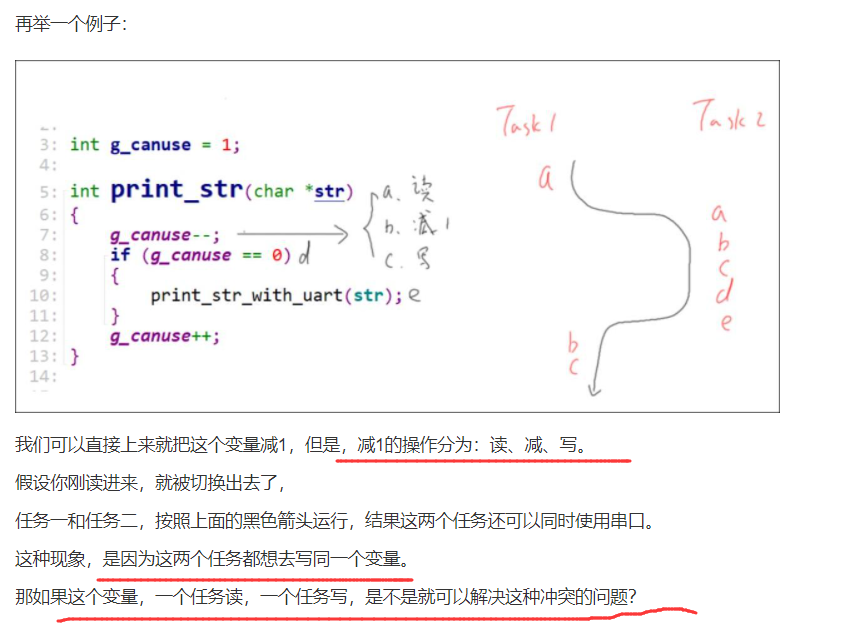 再举一个例子：
Task 1
Task 2
3: int g_canuse = 1;
4:
5: int print_str(char *str)
6: {
7: g_canuse--;
8: if (g_canuse == 0) d
9: {
10: print_str_with_uart(str); e
11: }
12: g_canuse++;
13: }
14:
a. 读
b. 减 1
c. 写
a
a
b
c
d
e
b
c
我们可以直接上来就把这个变量减1，但是，减1的操作分为：读、减、写。
假设你刚读进来，就被切换出去了，
任务一和任务二，按照上面的黑色箭头运行，结果这两个任务还可以同时使用串口。
这种现象，是因为这两个任务都想去写同一个变量。
那如果这个变量，一个任务读，一个任务写，是不是就可以解决这种冲突的问题？